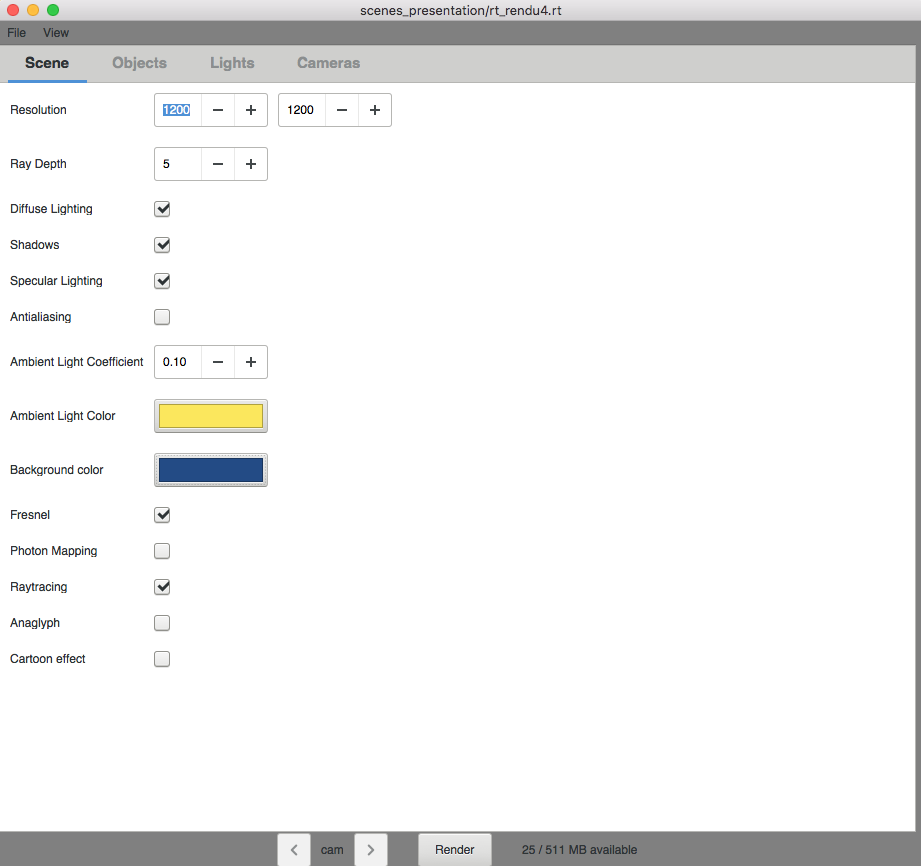 scenes_presentation/rt_rendu4.rt
File View
Scene Objects Lights Cameras
Resolution 1200 − + 1200 − +
Ray Depth 5 − +
Diffuse Lighting
Shadows
Specular Lighting
Antialiasing
Ambient Light Coefficient 0.10 − +
Ambient Light Color
Background color
Fresnel
Photon Mapping
Raytracing
Anaglyph
Cartoon effect
cam Render 25 / 511 MB available